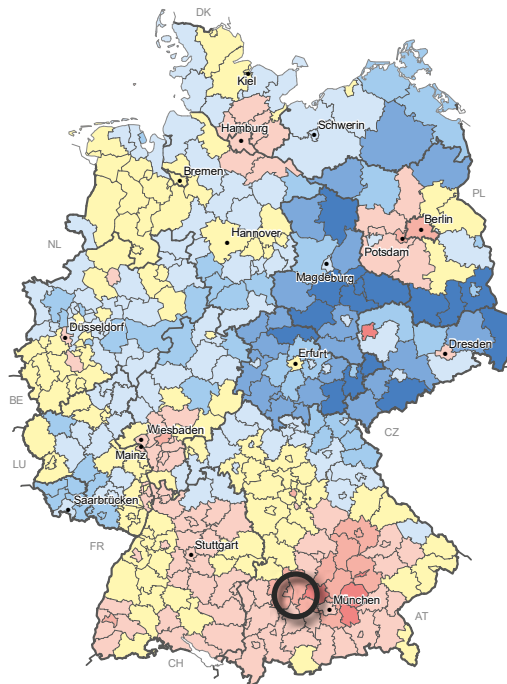 DK
Kiel
Hamburg
Schwerin
Bremen
PL
Berlin
Hannover
NL
Potsdam
Magdeburg
Düsseldorf
Dresden
Erfurt
BE
Wiesbaden
CZ
Mainz
LU
Saarbrücken
FR
Stuttgart
München
AT
CH